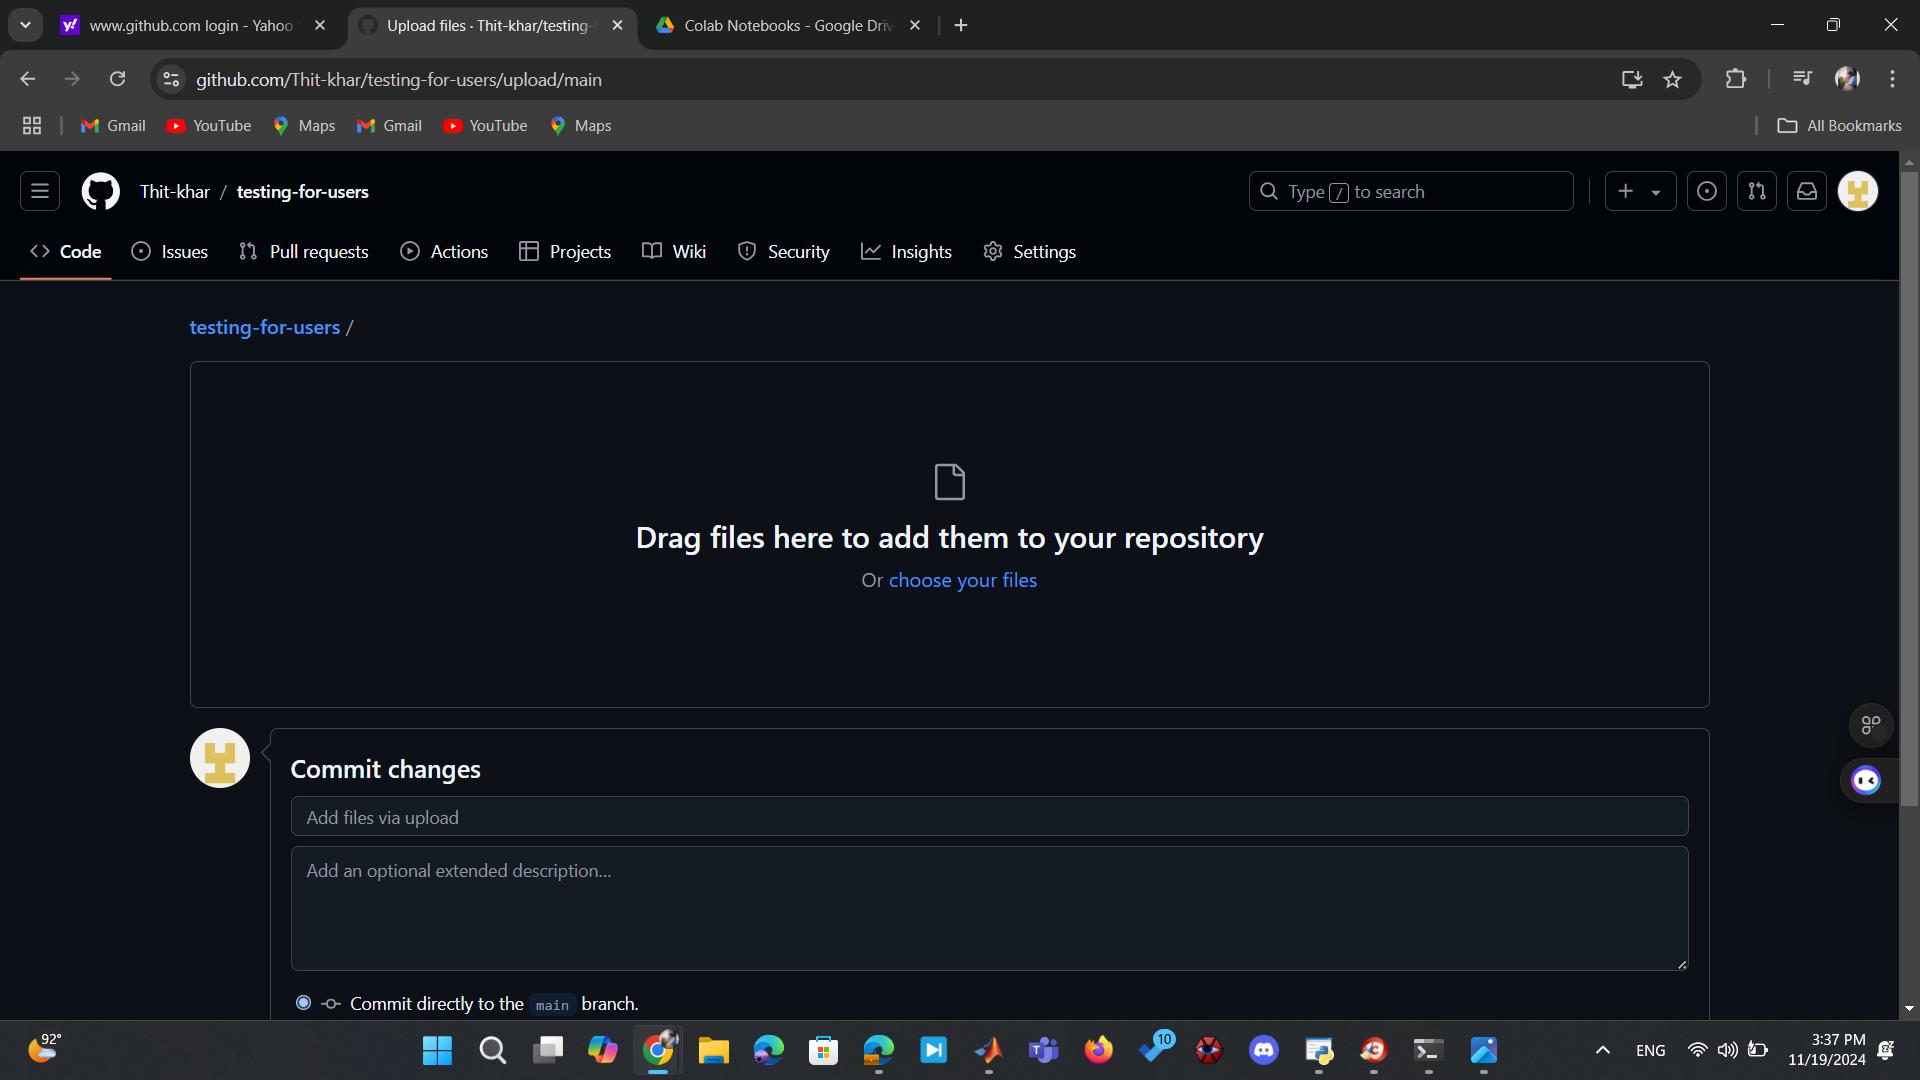 www.github.com login - Yahoo
Upload files · Thit-khar/testing-
Colab Notebooks - Google Driv
github.com/Thit-khar/testing-for-users/upload/main
Gmail YouTube Maps Gmail YouTube Maps All Bookmarks
Thit-khar / testing-for-users
Type / to search
Code Issues Pull requests Actions Projects Wiki Security Insights Settings
testing-for-users /
Drag files here to add them to your repository
Or choose your files
Commit changes
Add files via upload
Add an optional extended description...
Commit directly to the main branch.
92°
10
ENG
3:37 PM
11/19/2024